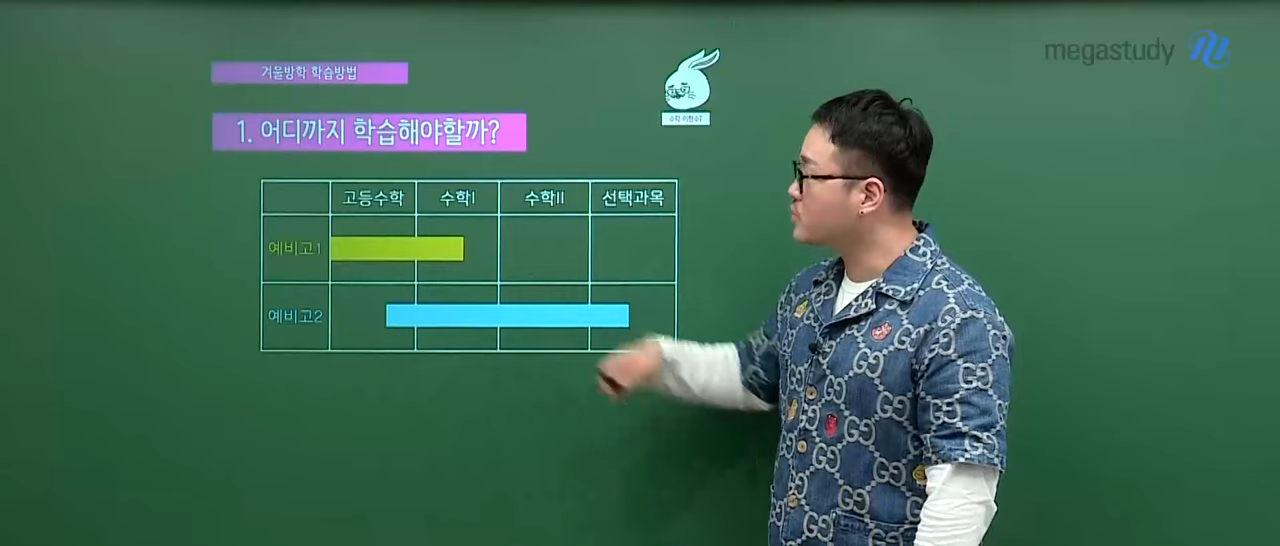 megastudy
겨울방학 학습방법
1. 어디까지 학습해야할까?
고등수학 수학I 수학II 선택과목
예비고1
예비고2